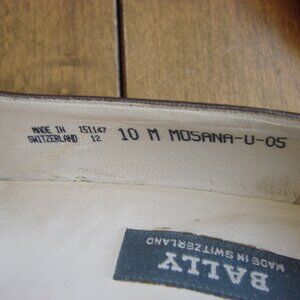 MADE IN 151147
SWITZERLAND 12
10 M MOSANA-U-05
BALLY
MADE IN SWITZERLAND